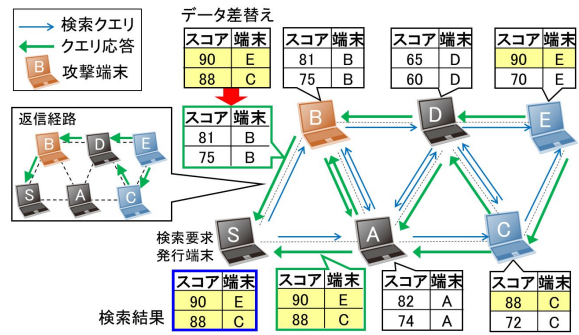 検索クエリ
クエリ応答
B 攻撃端末
データ差替え
スコア 端末
90 E
88 C
スコア 端末
81 B
75 B
スコア 端末
65 D
60 D
スコア 端末
90 E
70 E
スコア 端末
81 B
75 B
返信経路
B D E
S A C
B D E
S A C
検索要求
発行端末
検索結果
スコア 端末
90 E
88 C
スコア 端末
90 E
88 C
スコア 端末
82 A
74 A
スコア 端末
88 C
72 C